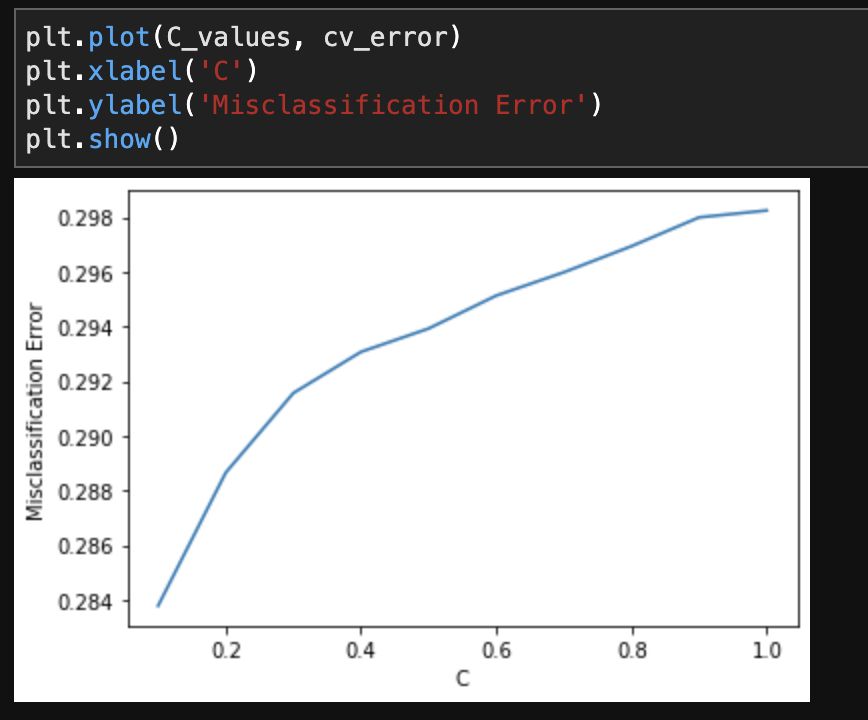 plt.plot(C_values, cv_error)
plt.xlabel('C')
plt.ylabel('Misclassification Error')
plt.show()
0.298
0.296
0.294
0.292
0.290
0.288
0.286
0.284
Misclassification Error
0.2 0.4 0.6 0.8 1.0
C